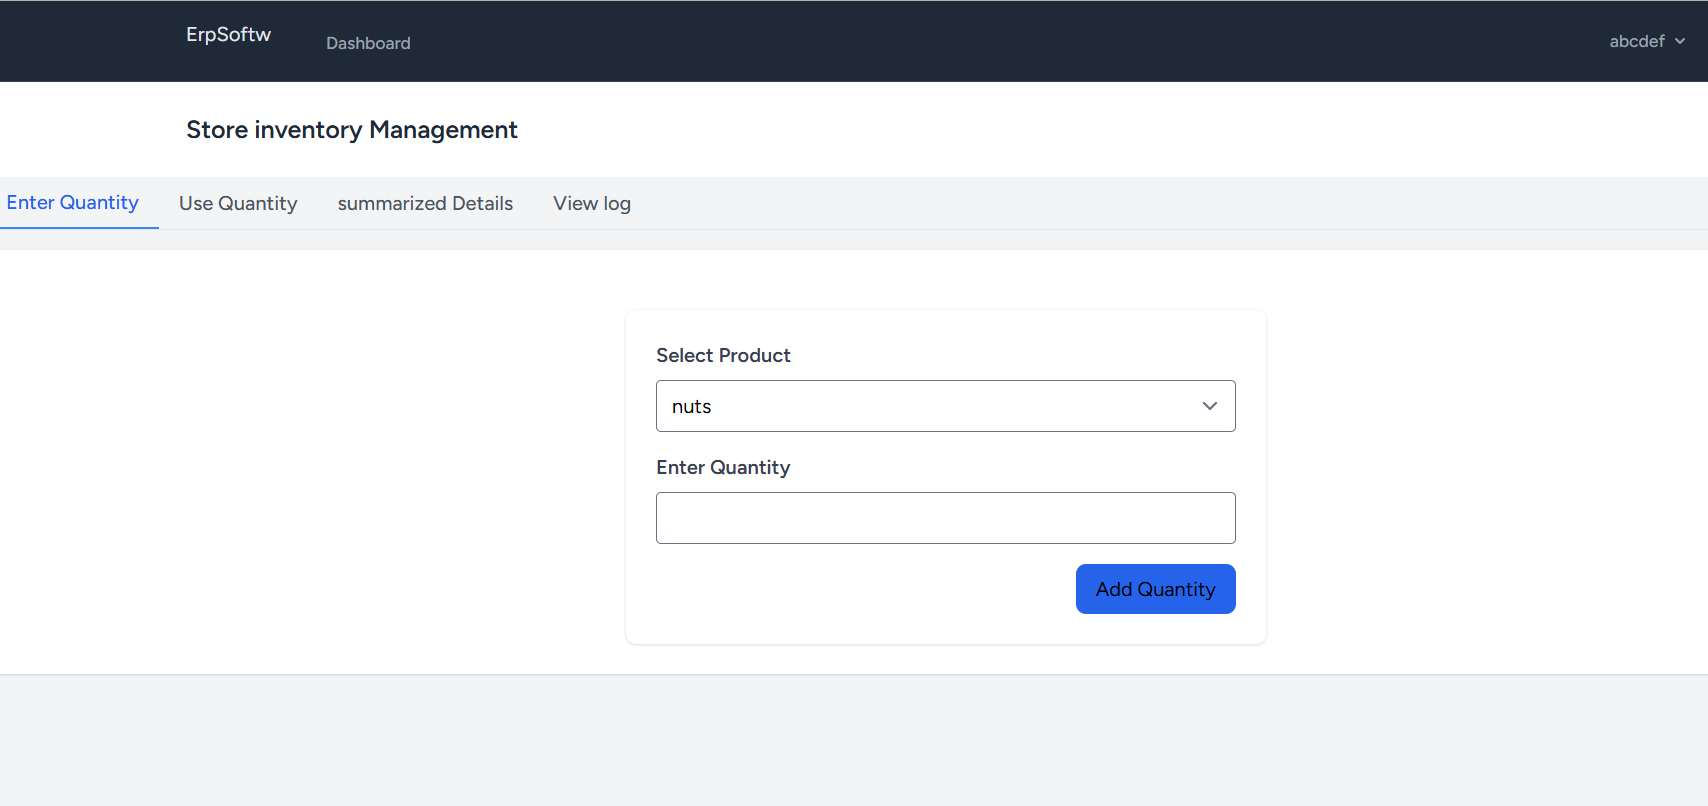 ErpSoftw
Dashboard
abcdef
Store inventory Management
Enter Quantity
Use Quantity
summarized Details
View log
Select Product
nuts
Enter Quantity
Add Quantity